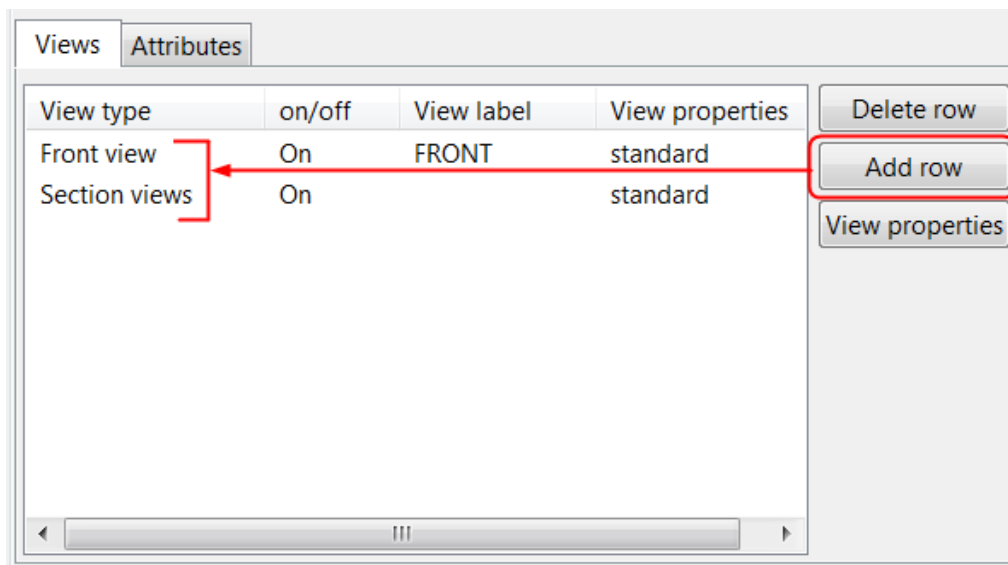 Views Attributes
View type on/off View label View properties
Front view On FRONT standard
Section views On standard
Delete row
Add row
View properties